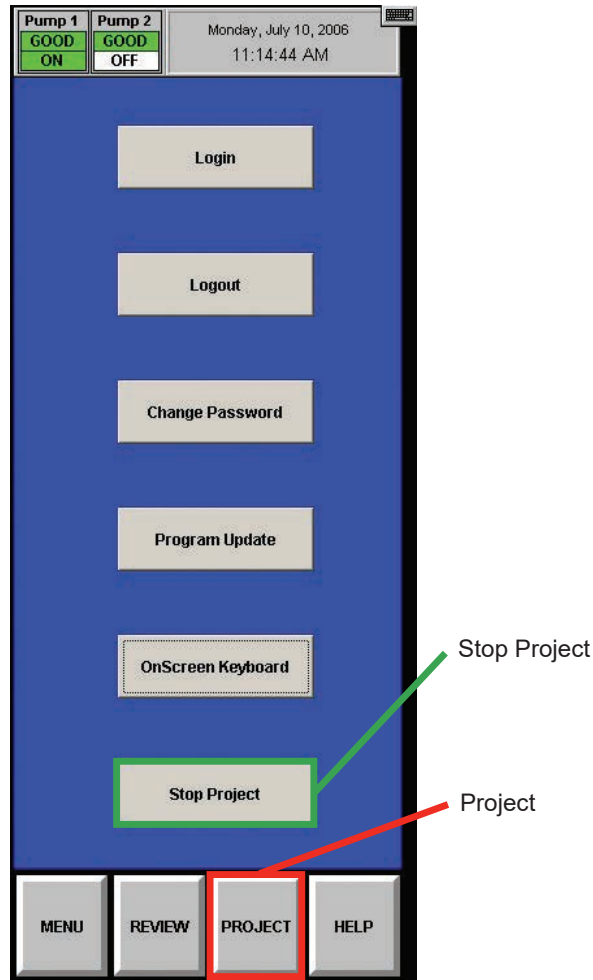 Pump 1 Pump 2
GOOD GOOD
ON OFF
Monday, July 10, 2006
11:14:44 AM
Login
Logout
Change Password
Program Update
OnScreen Keyboard
Stop Project
Stop Project
Project
MENU REVIEW PROJECT HELP